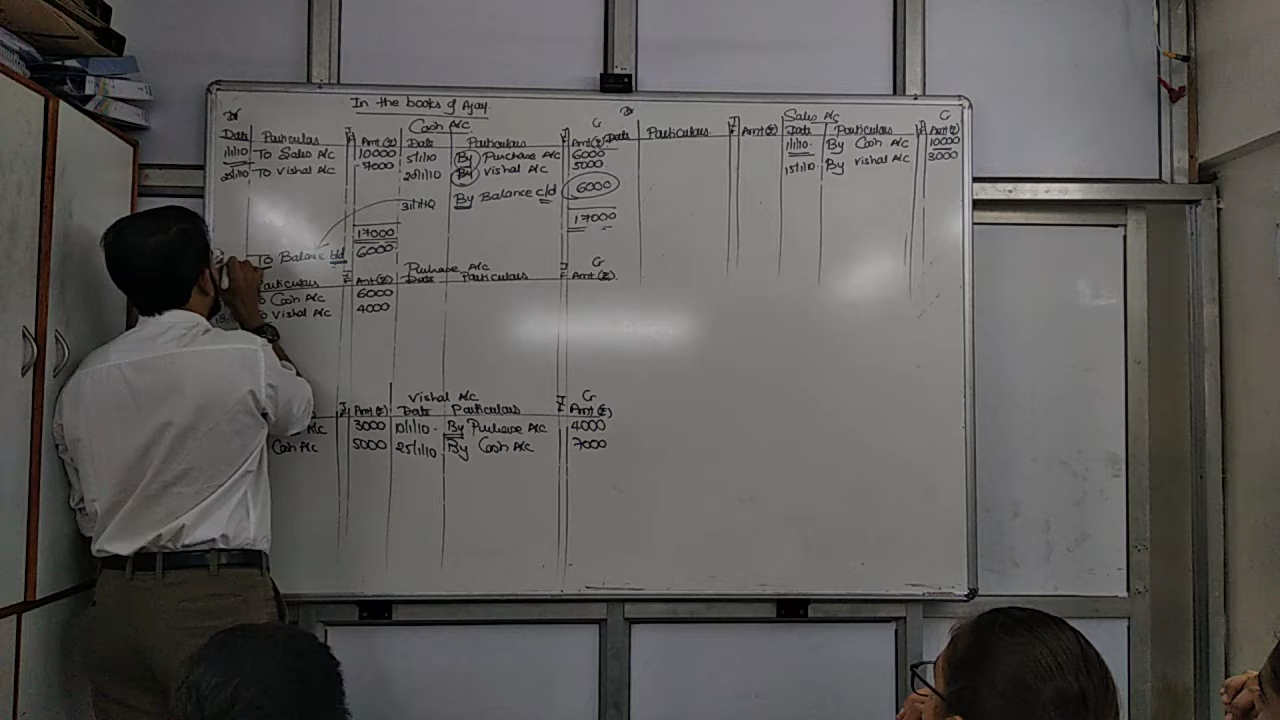 In the books of Ajay.
Dr Cash A/c Cr
Date Particulars J F Amt(₹) Date Particulars J F Amt(₹)
1/1/10 To Sales A/c 10000 5/1/10 By Purchase A/c 6000
25/1/10 To Vishal A/c 7000 20/1/10 By Vishal A/c 5000
31/1/10 By Balance c/d 6000
17000 17000
To Balance b/d 6000
Purchase A/c Cr
Particulars J F Amt(₹) Date Particulars J F Amt(₹)
To Cash A/c 6000
To Vishal A/c 4000
Vishal A/c Cr
J F Amt(₹) Date Particulars J F Amt(₹)
A/c 3000 10/1/10. By Purchase A/c 4000
Cash A/c 5000 25/1/10 By Cash A/c 7000
Dr Sales A/c Cr
Date Particulars J F Amt(₹) Date Particulars J F Amt(₹)
1/1/10. By Cash A/c 10000
15/1/10 By Vishal A/c 3000